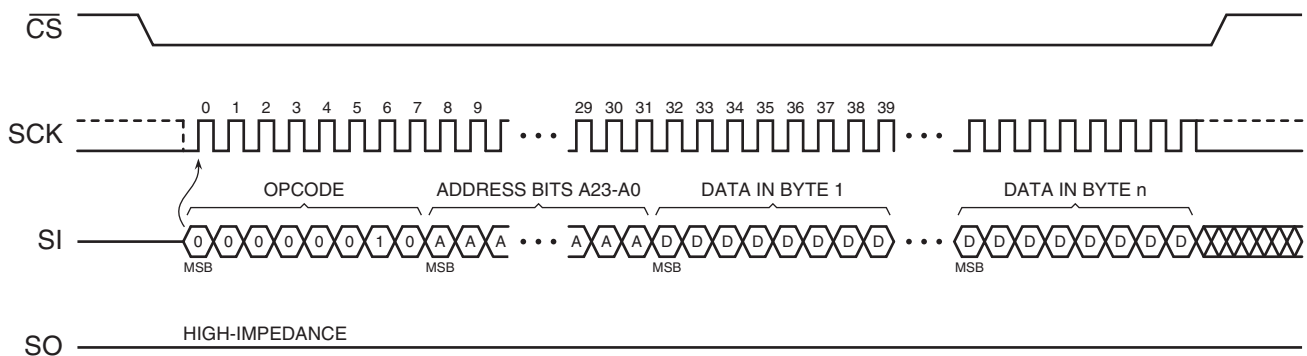 CS
0 1 2 3 4 5 6 7 8 9 29 30 31 32 33 34 35 36 37 38 39
SCK
OPCODE ADDRESS BITS A23-A0 DATA IN BYTE 1 DATA IN BYTE n
SI 0 0 0 0 0 0 1 0 A A A A A A D D D D D D D D D D D D D D D D
MSB MSB MSB MSB
HIGH-IMPEDANCE
SO